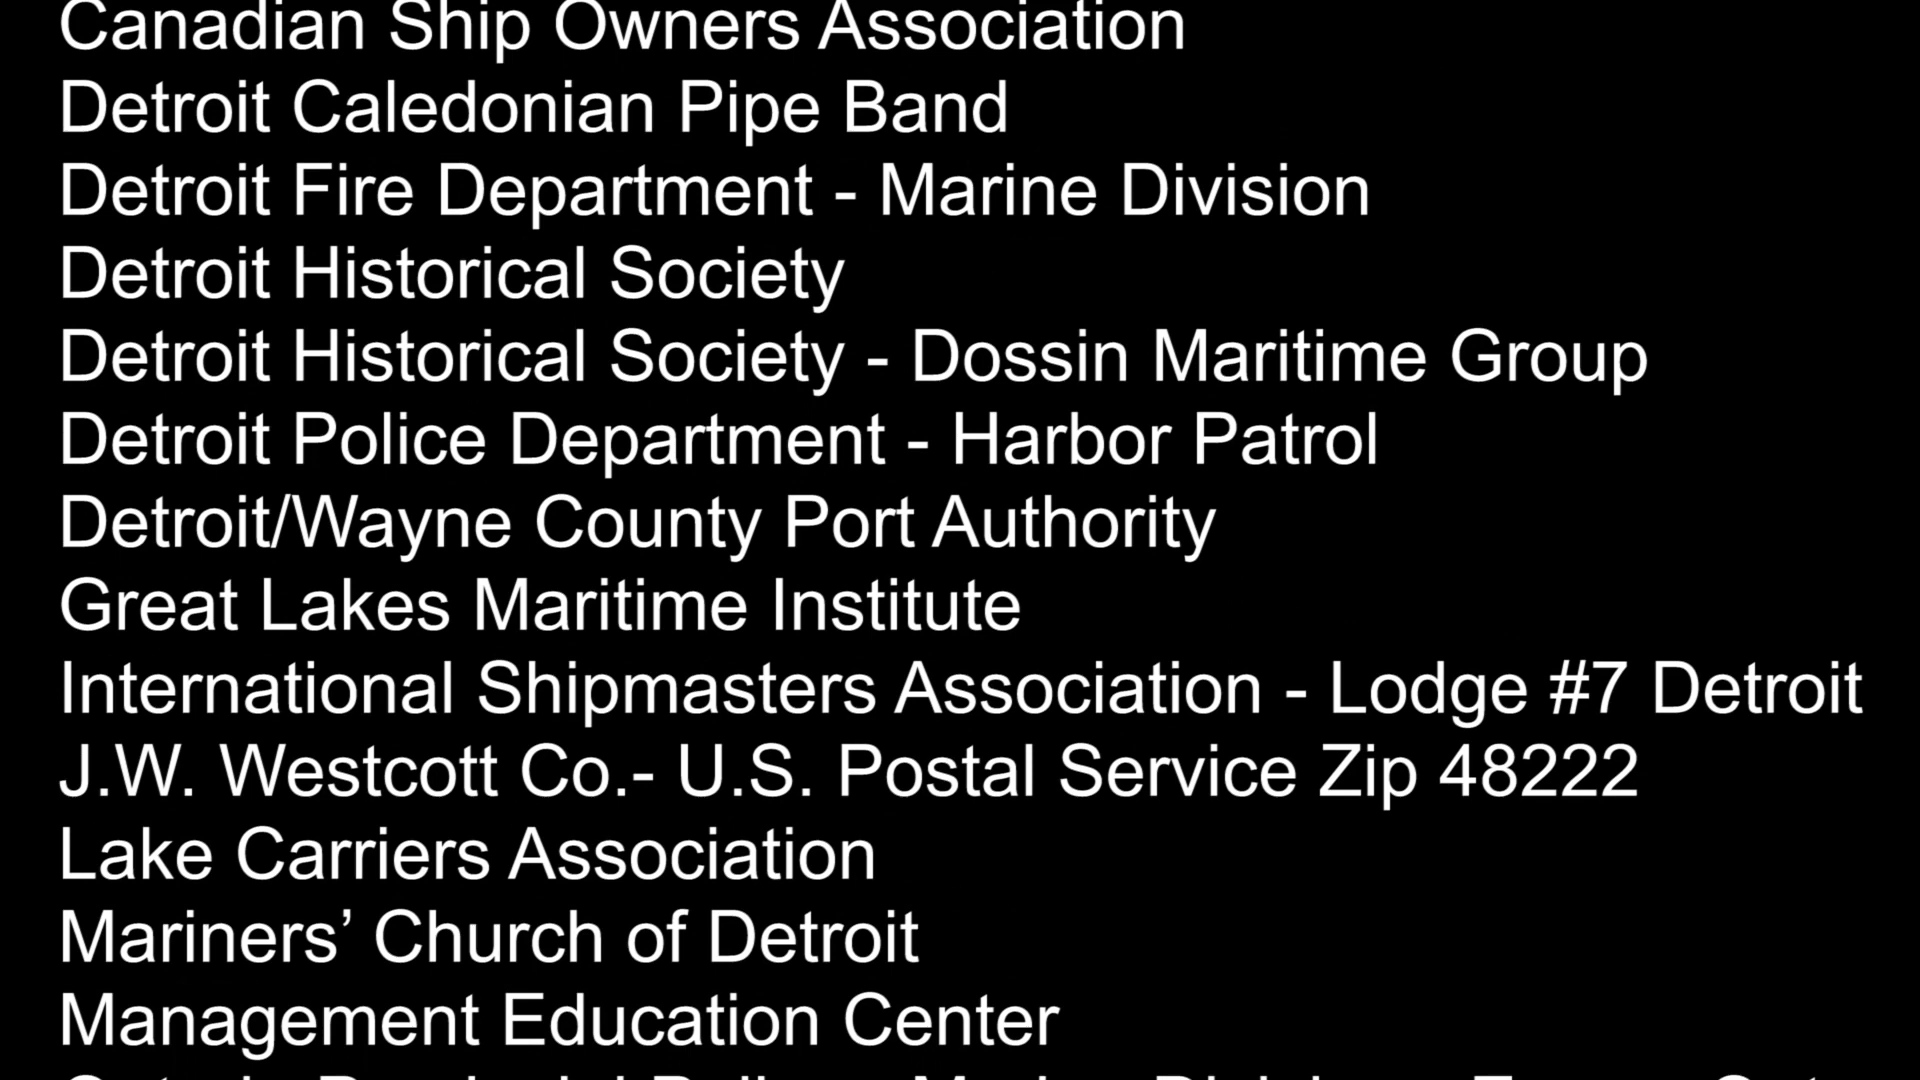 Canadian Ship Owners Association
Detroit Caledonian Pipe Band
Detroit Fire Department - Marine Division
Detroit Historical Society
Detroit Historical Society - Dossin Maritime Group
Detroit Police Department - Harbor Patrol
Detroit/Wayne County Port Authority
Great Lakes Maritime Institute
International Shipmasters Association - Lodge #7 Detroit
J.W. Westcott Co.- U.S. Postal Service Zip 48222
Lake Carriers Association
Mariners’ Church of Detroit
Management Education Center